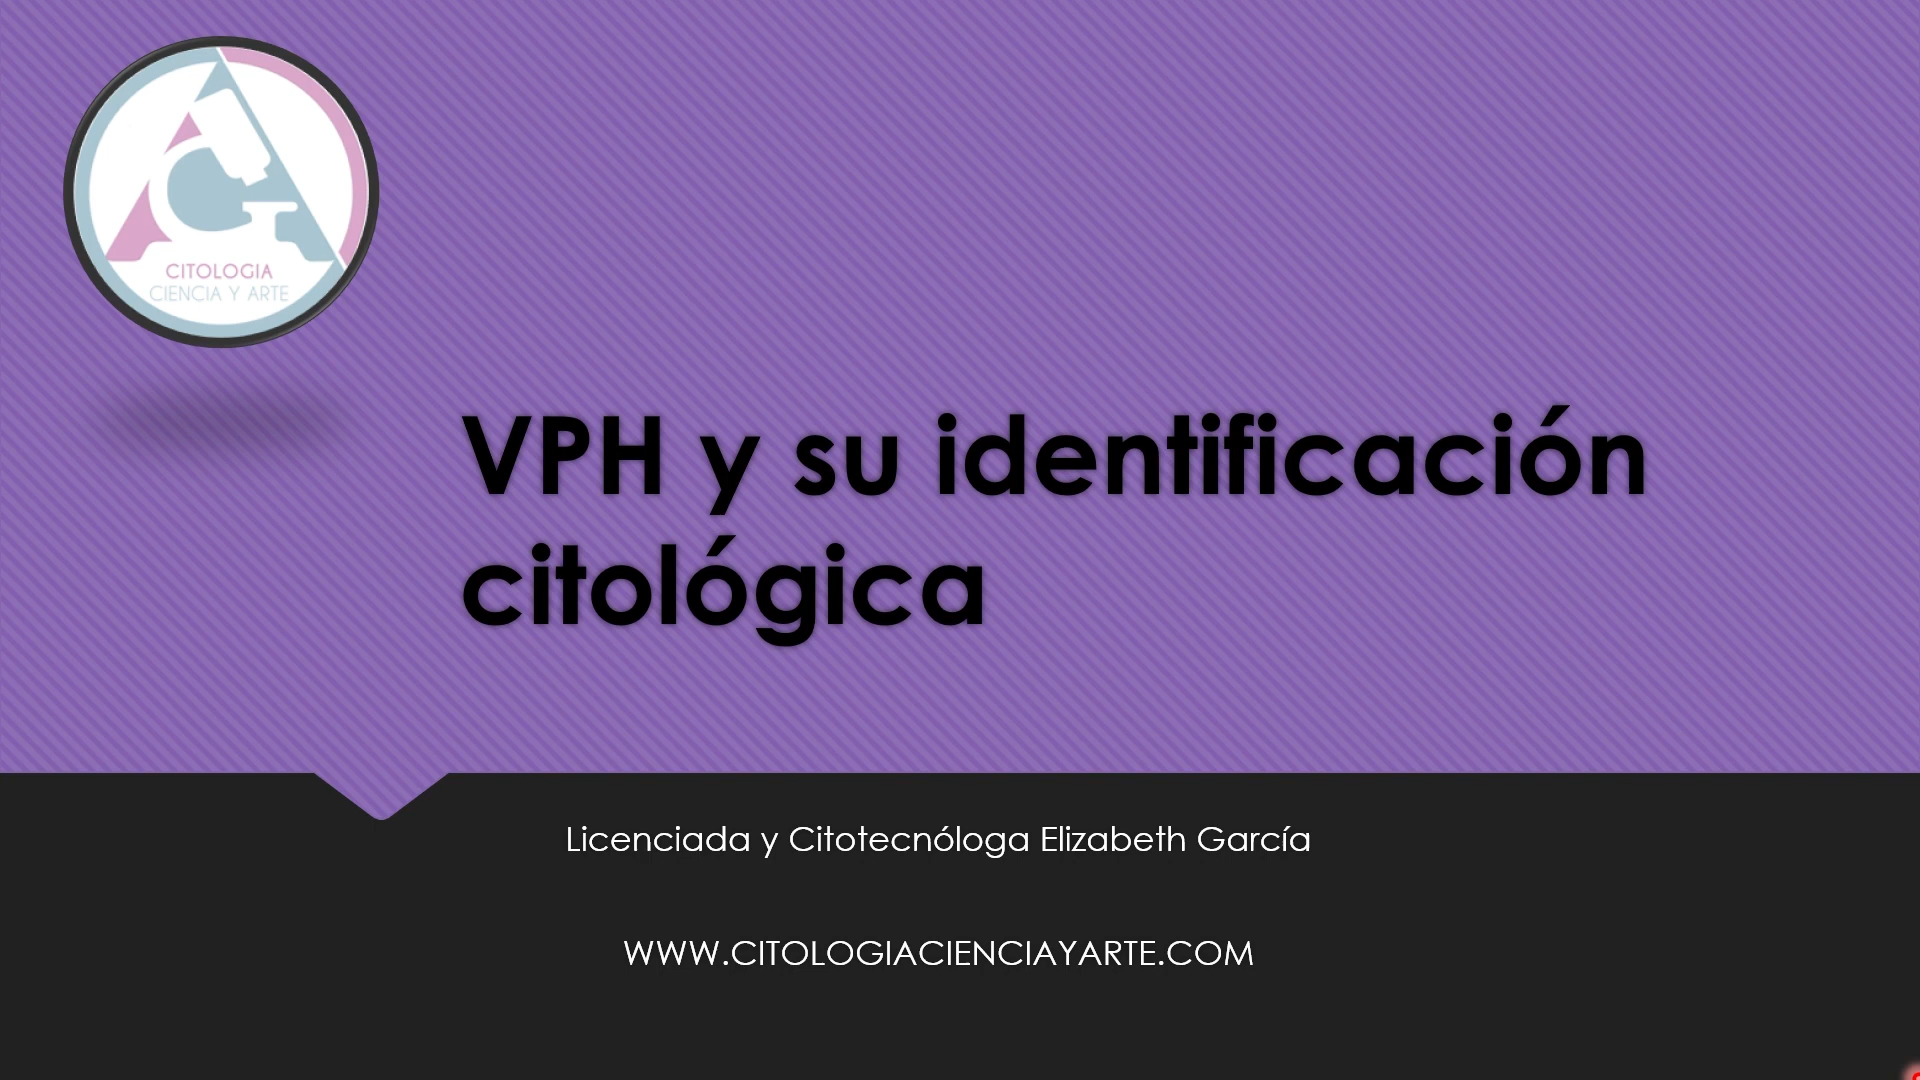 CITOLOGIA
CIENCIA Y ARTE
VPH y su identificación
citológica
Licenciada y Citotecnóloga Elizabeth García
WWW.CITOLOGIACIENCIAYARTE.COM